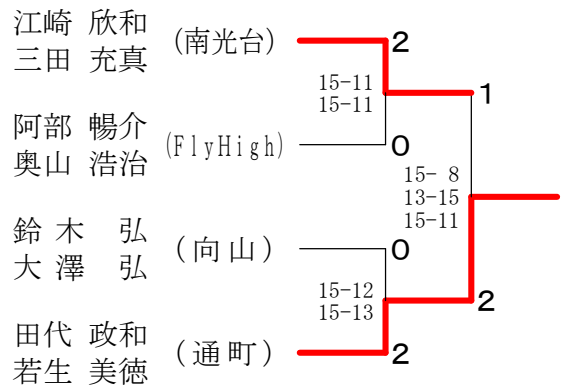 江崎 欣和
三田 充真
(南光台)
2
15-11
15-11
1
阿部 暢介
奥山 浩治
(FlyHigh)
0
15- 8
13-15
15-11
鈴木 弘
大澤 弘
(向山)
0
15-12
15-13
2
田代 政和
若生 美徳
(通町)
2